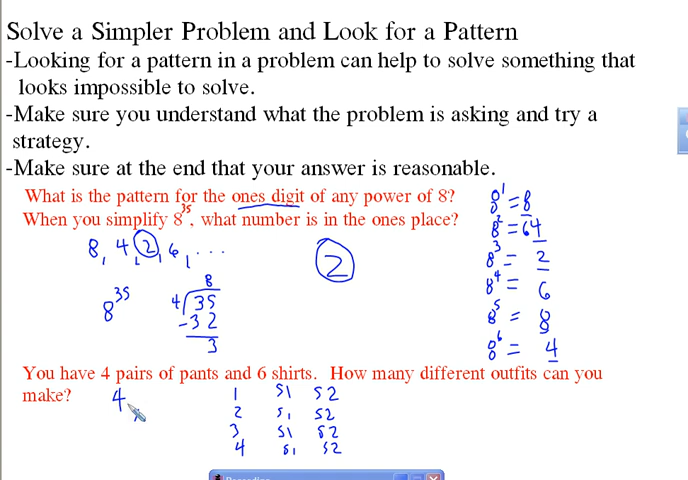 Solve a Simpler Problem and Look for a Pattern
-Looking for a pattern in a problem can help to solve something that
looks impossible to solve.
-Make sure you understand what the problem is asking and try a
strategy.
-Make sure at the end that your answer is reasonable.
What is the pattern for the ones digit of any power of 8?
When you simplify 8^35, what number is in the ones place?
8, 4, 2, 6, ...
2
8^35
8
4)35
-32
3
8^1=8
8^2=64
8^3= 2
8^4= 6
8^5= 8
8^6= 4
You have 4 pairs of pants and 6 shirts. How many different outfits can you
make?
4
1 S1 S2
2 S1 S2
3 S1 S2
4 S1 S2